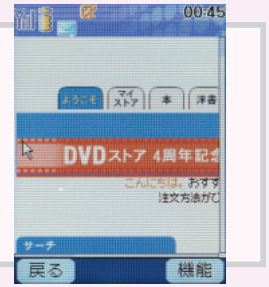 00:45
ようこそ
マイ
ストア
本
洋書
DVDストア 4周年記念
こんにちは。おすす
注文方法がひ
サーチ
戻る
機能